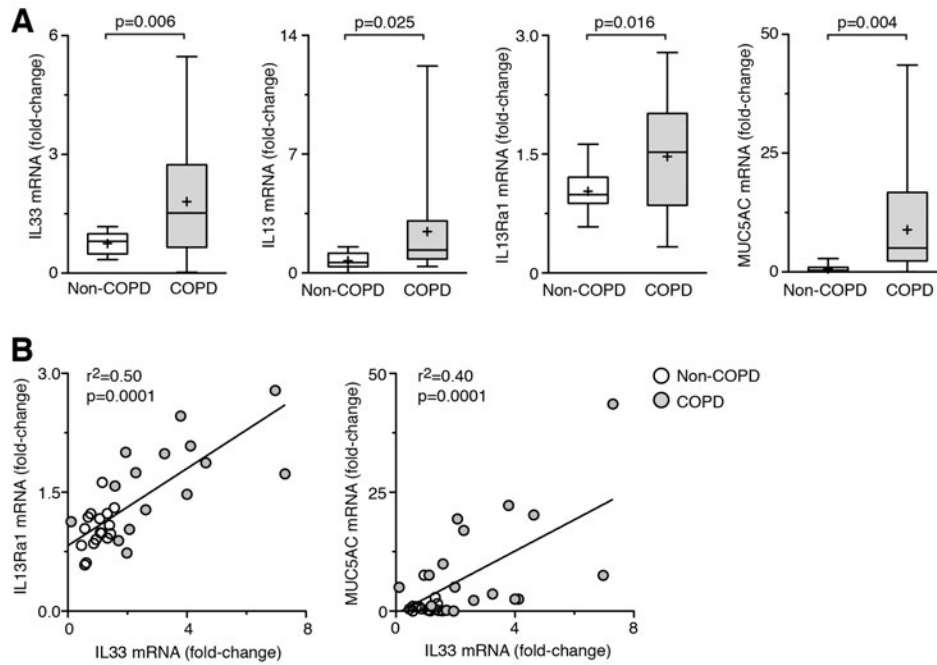 A
p=0.006
6
3
0
IL33 mRNA (fold-change)
Non-COPD
COPD
p=0.025
14
7
0
IL13 mRNA (fold-change)
Non-COPD
COPD
p=0.016
3.0
1.5
0
IL13Ra1 mRNA (fold-change)
Non-COPD
COPD
p=0.004
50
25
0
MUC5AC mRNA (fold-change)
Non-COPD
COPD
B
r²=0.50
p=0.0001
3.0
1.5
0.0
IL13Ra1 mRNA (fold-change)
0
4
8
IL33 mRNA (fold-change)
r²=0.40
p=0.0001
50
25
0.0
MUC5AC mRNA (fold-change)
0
4
8
IL33 mRNA (fold-change)
Non-COPD
COPD